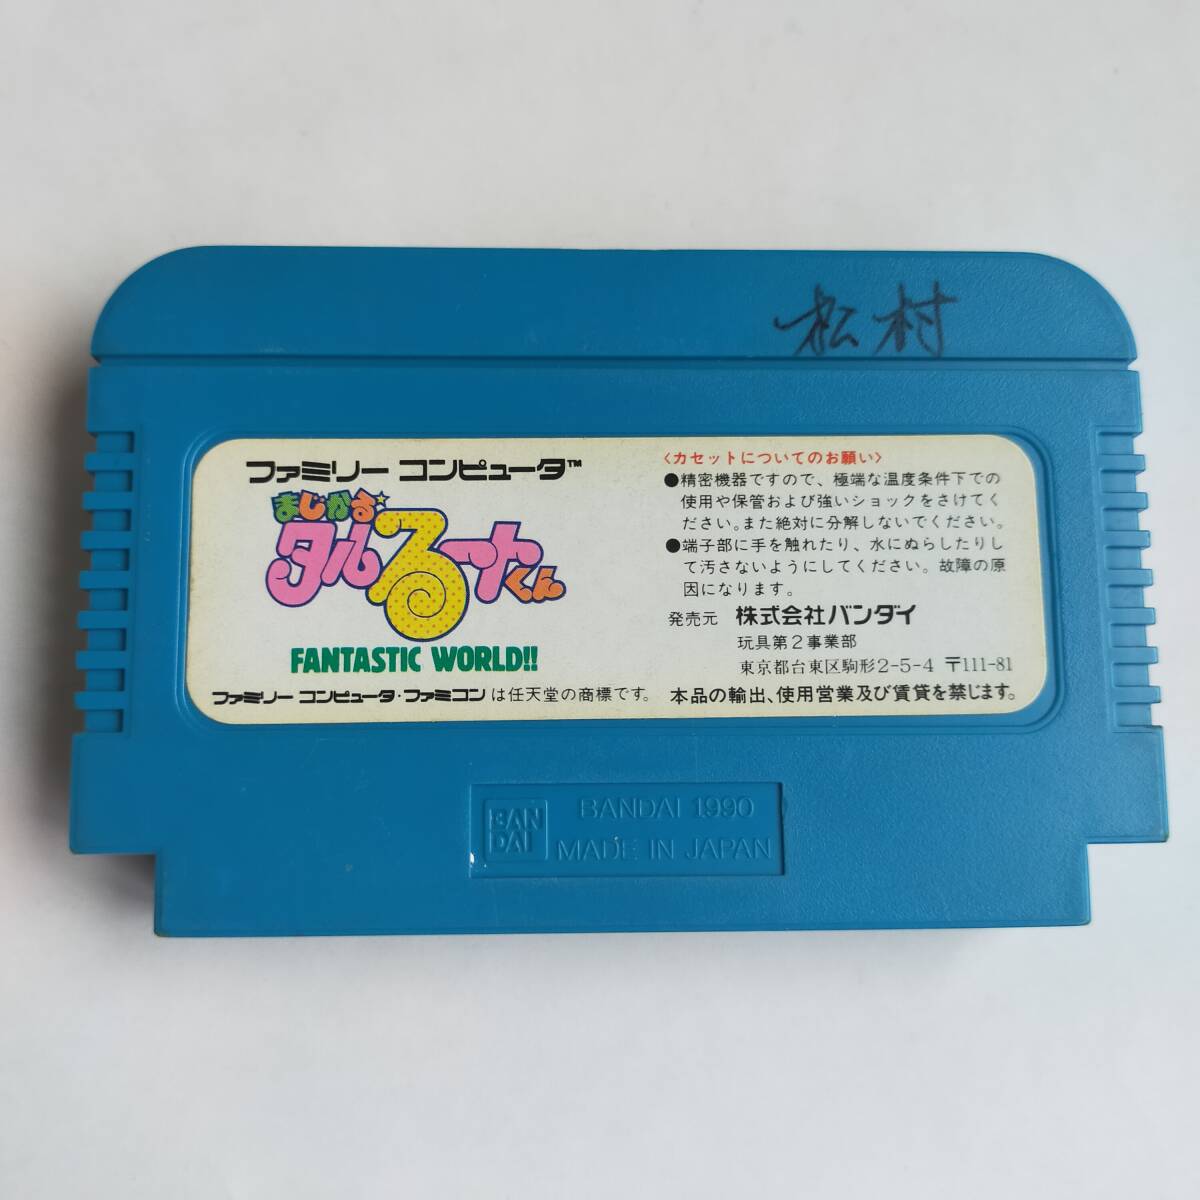 松村
ファミリー コンピュータ™
まじかる☆
タルるートくん
FANTASTIC WORLD!!
ファミリー コンピュータ・ファミコン は任天堂の商標です。
〈カセットについてのお願い〉
●精密機器ですので、極端な温度条件下での
使用や保管および強いショックをさけてく
ださい。また絶対に分解しないでください。
●端子部に手を触れたり、水にぬらしたりし
て汚さないようにしてください。故障の原
因になります。
発売元 株式会社バンダイ
玩具第2事業部
東京都台東区駒形2-5-4 〒111-81
本品の輸出、使用営業及び賃貸を禁じます。
BAN
DAI
BANDAI 1990
MADE IN JAPAN